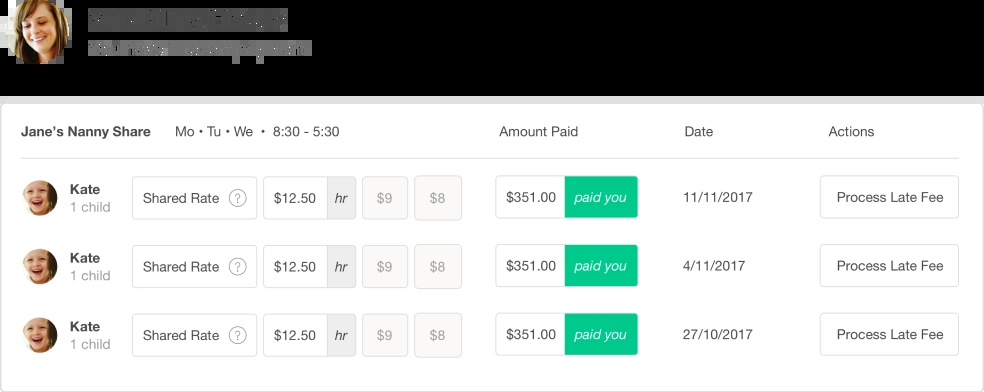 Jane's Nanny Share Mo • Tu • We • 8:30 - 5:30 Amount Paid Date Actions
Kate
1 child
Shared Rate ? $12.50 hr $9 $8 $351.00 paid you 11/11/2017 Process Late Fee
Kate
1 child
Shared Rate ? $12.50 hr $9 $8 $351.00 paid you 4/11/2017 Process Late Fee
Kate
1 child
Shared Rate ? $12.50 hr $9 $8 $351.00 paid you 27/10/2017 Process Late Fee